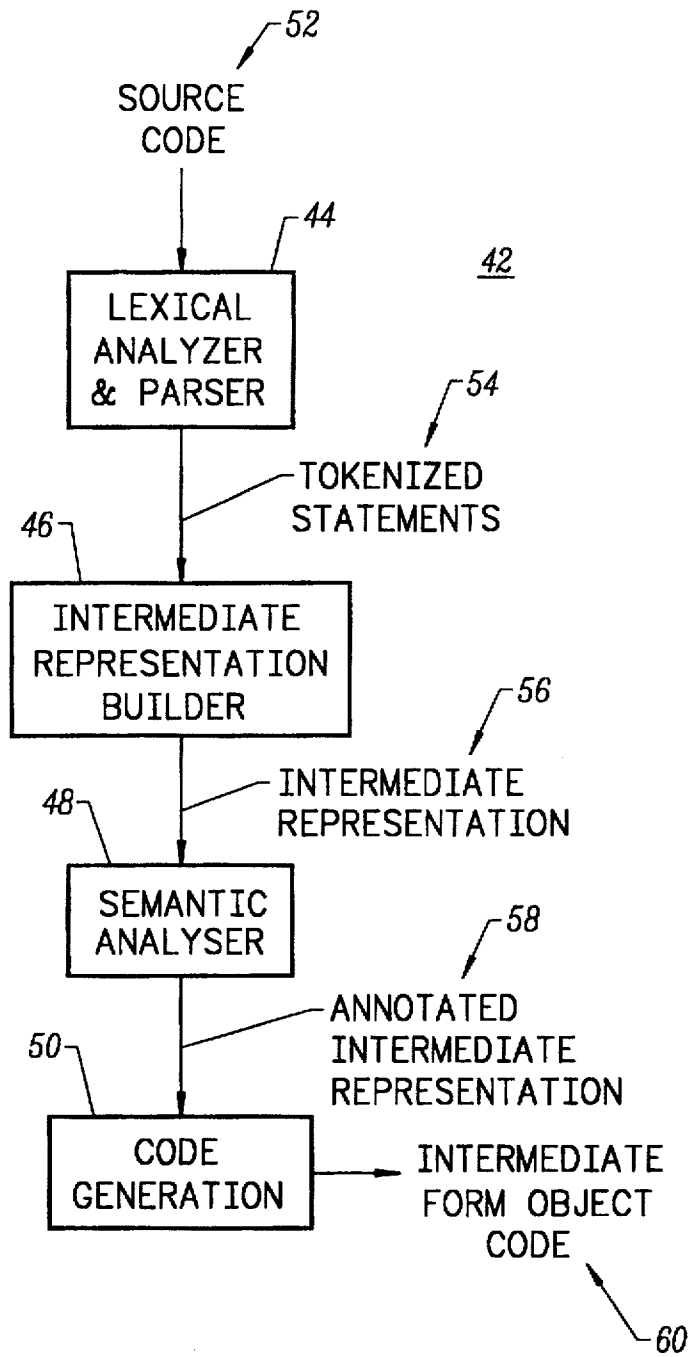 52
SOURCE
CODE
44
42
LEXICAL
ANALYZER
& PARSER
54
TOKENIZED
STATEMENTS
46
INTERMEDIATE
REPRESENTATION
BUILDER
56
INTERMEDIATE
REPRESENTATION
48
SEMANTIC
ANALYSER
58
ANNOTATED
INTERMEDIATE
REPRESENTATION
50
CODE
GENERATION
INTERMEDIATE
FORM OBJECT
CODE
60